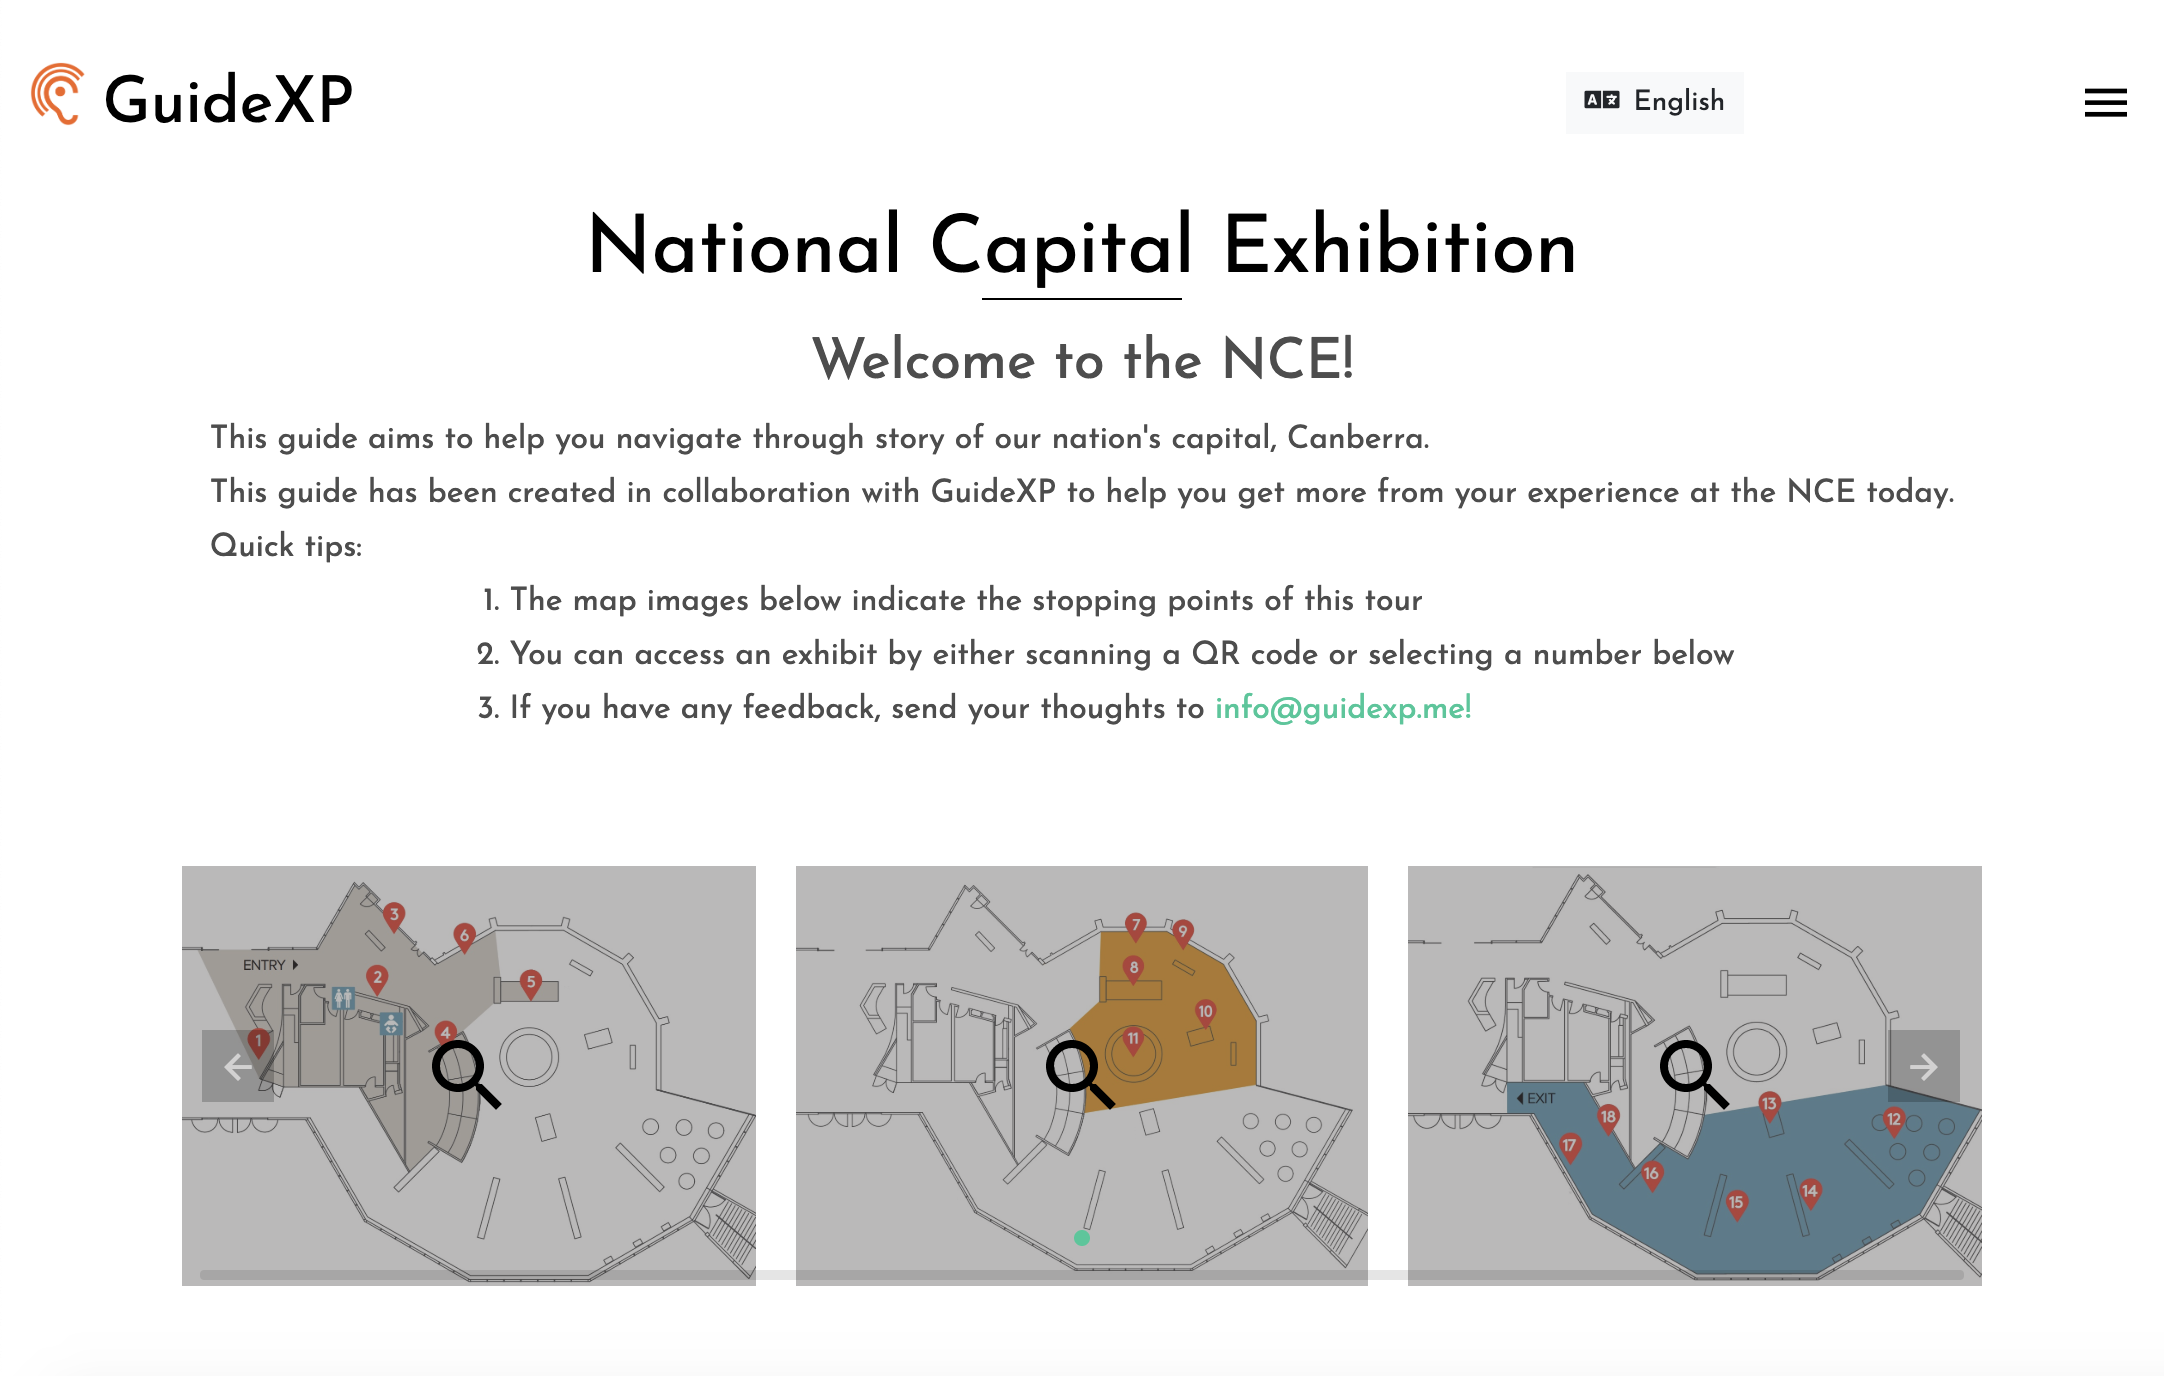 GuideXP
English
National Capital Exhibition
Welcome to the NCE!
This guide aims to help you navigate through story of our nation's capital, Canberra.
This guide has been created in collaboration with GuideXP to help you get more from your experience at the NCE today.
Quick tips:
1. The map images below indicate the stopping points of this tour
2. You can access an exhibit by either scanning a QR code or selecting a number below
3. If you have any feedback, send your thoughts to info@guidexp.me!
3
6
ENTRY
2
5
4
1
7
9
8
10
11
EXIT
13
18
12
17
16
14
15